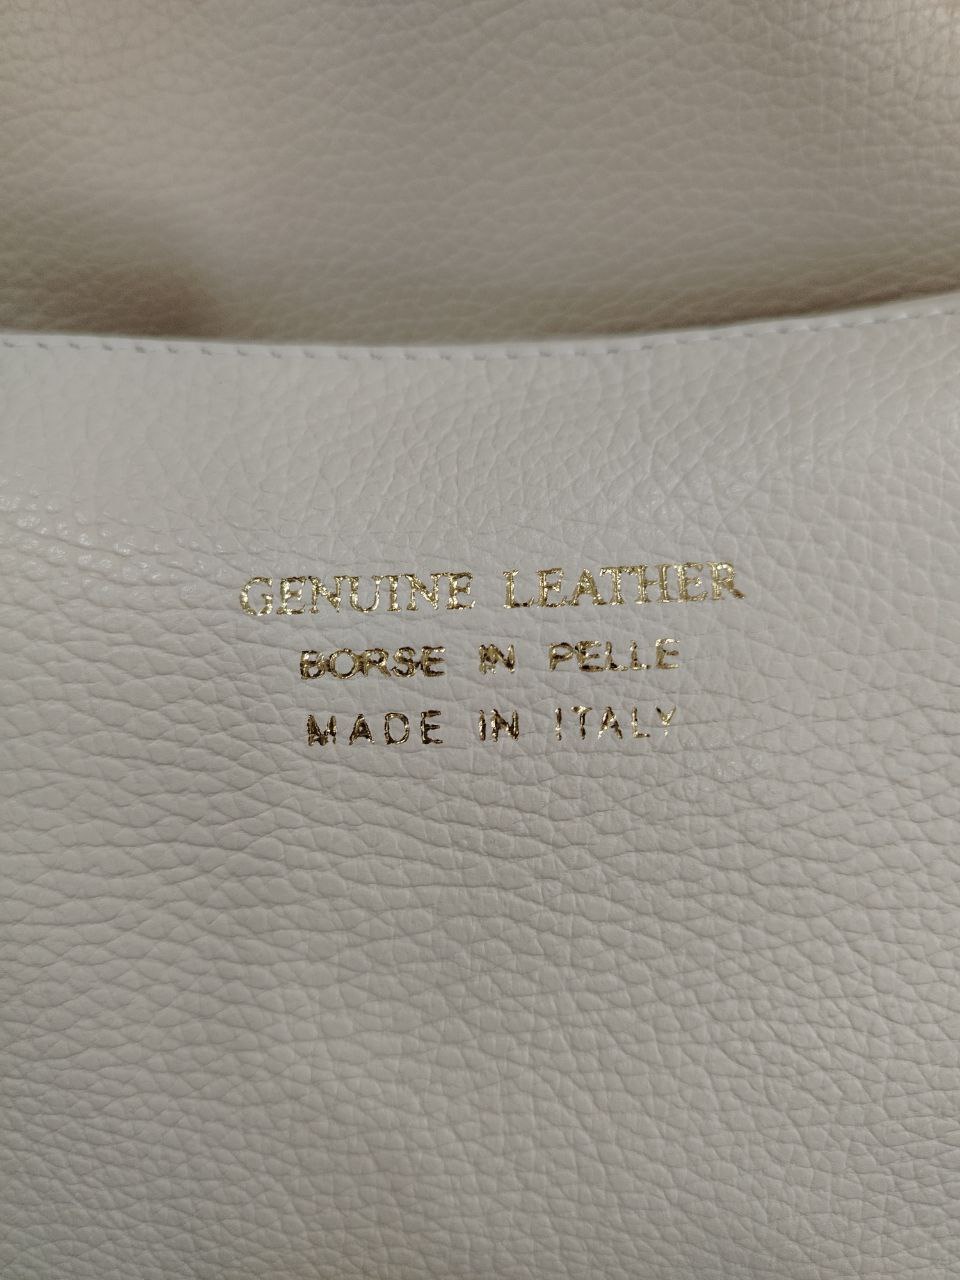 GENUINE LEATHER
BORSE IN PELLE
MADE IN ITALY